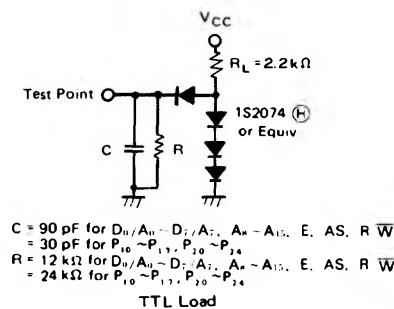 VCC
RL = 2.2kΩ
Test Point
1S2074 Ⓗ
or Equiv
C
R
C = 90 pF for D0/A0 ~ D7/A7, A8 ~ A15, E, AS, R W̅
= 30 pF for P10 ~P17, P20 ~P24
R = 12 kΩ for D0/A0 ~ D7/A7, A8 ~ A15, E, AS, R W̅
= 24 kΩ for P10 ~P17, P20 ~P24
TTL Load